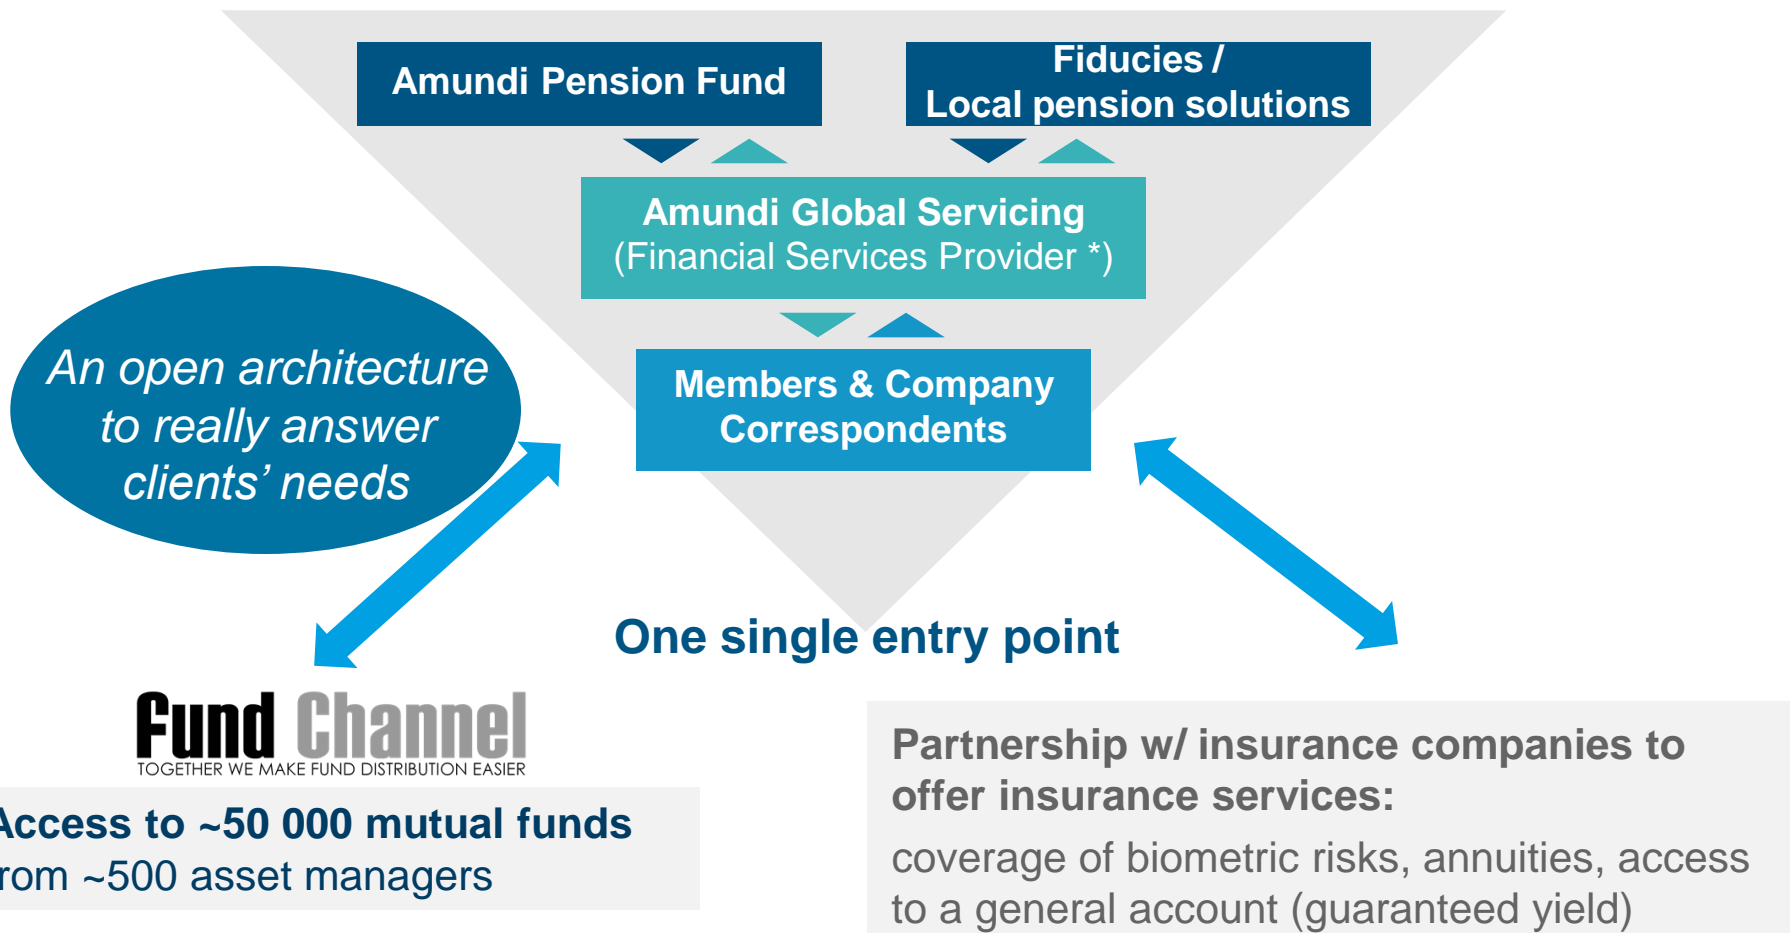 Amundi Pension Fund
Fiducies /
Local pension solutions
Amundi Global Servicing
(Financial Services Provider *)
Members & Company
Correspondents
An open architecture
to really answer
clients’ needs
One single entry point
Fund Channel
TOGETHER WE MAKE FUND DISTRIBUTION EASIER
Access to ~50 000 mutual funds
from ~500 asset managers
Partnership w/ insurance companies to
offer insurance services:
coverage of biometric risks, annuities, access
to a general account (guaranteed yield)